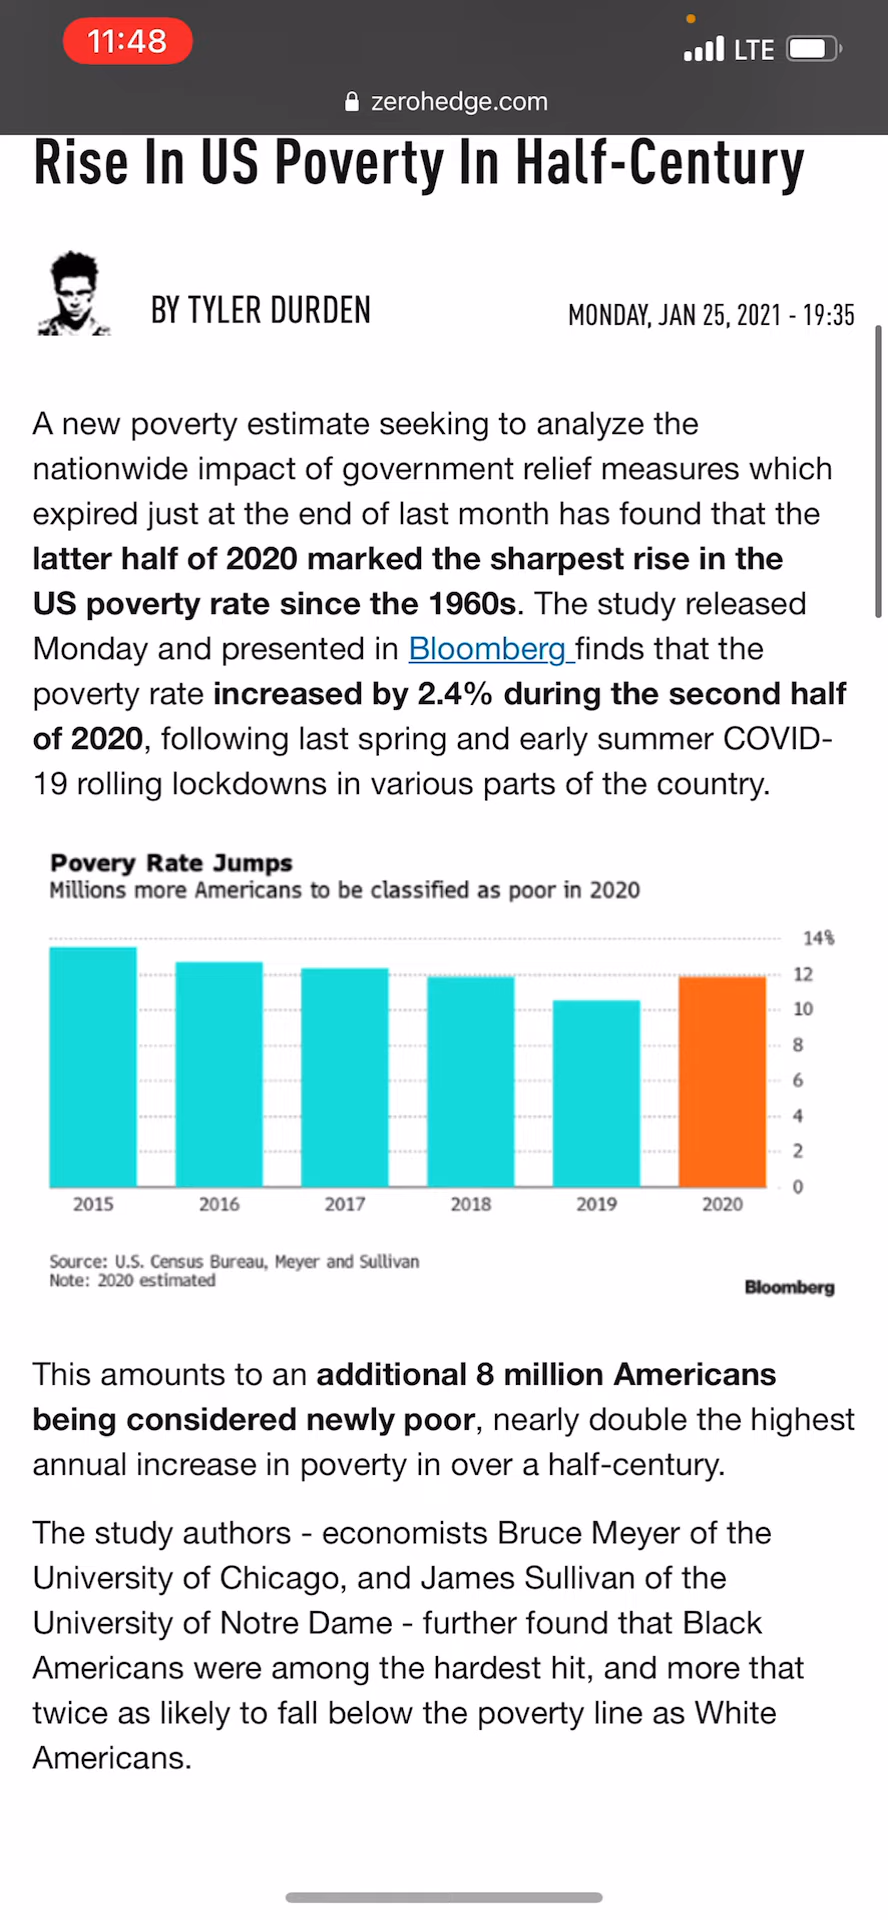 11:48
LTE
zerohedge.com
Rise In US Poverty In Half-Century
BY TYLER DURDEN
MONDAY, JAN 25, 2021 - 19:35
A new poverty estimate seeking to analyze the
nationwide impact of government relief measures which
expired just at the end of last month has found that the
latter half of 2020 marked the sharpest rise in the
US poverty rate since the 1960s. The study released
Monday and presented in Bloomberg finds that the
poverty rate increased by 2.4% during the second half
of 2020, following last spring and early summer COVID-
19 rolling lockdowns in various parts of the country.
Povery Rate Jumps
Millions more Americans to be classified as poor in 2020
14%
12
10
8
6
4
2
0
2015 2016 2017 2018 2019 2020
Source: U.S. Census Bureau, Meyer and Sullivan
Note: 2020 estimated
Bloomberg
This amounts to an additional 8 million Americans
being considered newly poor, nearly double the highest
annual increase in poverty in over a half-century.
The study authors - economists Bruce Meyer of the
University of Chicago, and James Sullivan of the
University of Notre Dame - further found that Black
Americans were among the hardest hit, and more that
twice as likely to fall below the poverty line as White
Americans.